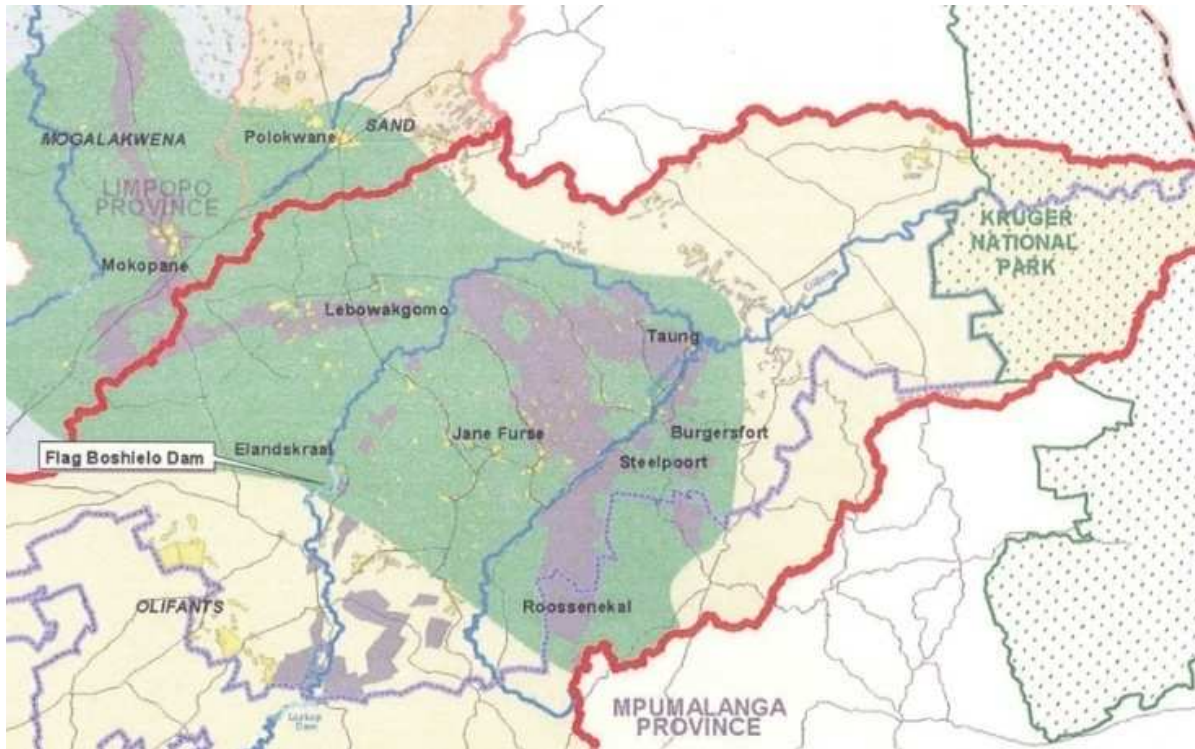 MOGALAKWENA
Polokwane
SAND
LIMPOPO
PROVINCE
KRUGER
NATIONAL
PARK
Mokopane
Olifants
Lebowakgomo
Taung
Elandskraal
Jane Furse
Burgersfort
Flag Boshielo Dam
Steelpoort
OLIFANTS
Roossenekal
MPUMALANGA
PROVINCE